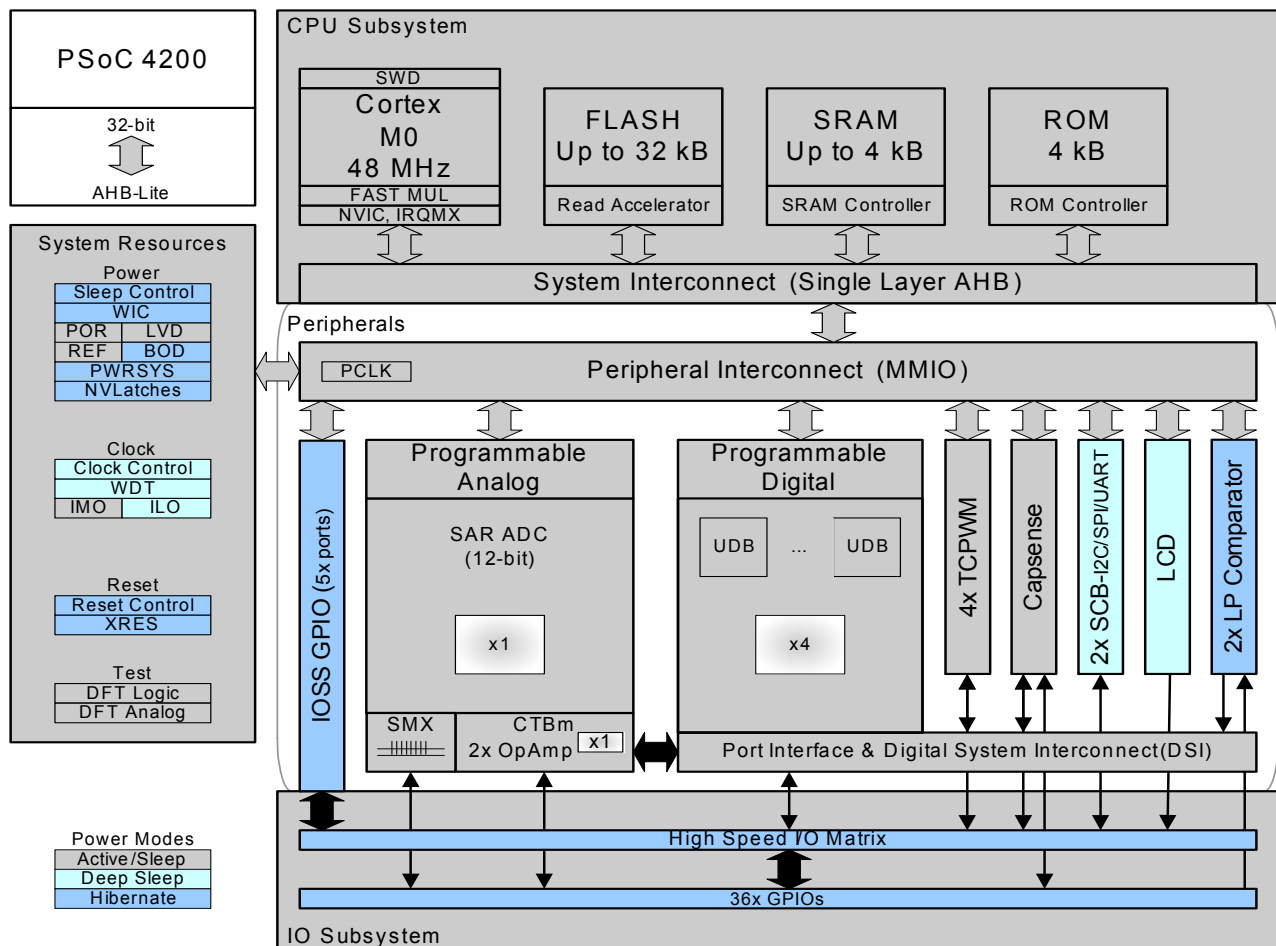 PSoC 4200
32-bit
AHB-Lite
System Resources
Power
Sleep Control
WIC
POR LVD
REF BOD
PWRSYS
NVLatches
Clock
Clock Control
WDT
IMO ILO
Reset
Reset Control
XRES
Test
DFT Logic
DFT Analog
Power Modes
Active/Sleep
Deep Sleep
Hibernate
CPU Subsystem
SWD
Cortex
M0
48 MHz
FAST MUL
NVIC, IRQMX
FLASH
Up to 32 kB
Read Accelerator
SRAM
Up to 4 kB
SRAM Controller
ROM
4 kB
ROM Controller
System Interconnect (Single Layer AHB)
Peripherals
PCLK
Peripheral Interconnect (MMIO)
IOSS GPIO (5x ports)
Programmable
Analog
SAR ADC
(12-bit)
x1
SMX
CTBm
2x OpAmp
x1
Programmable
Digital
UDB ... UDB
x4
4x TCPWM
Capsense
2x SCB-I2C/SPI/UART
LCD
2x LP Comparator
Port Interface & Digital System Interconnect(DSI)
High Speed I/O Matrix
36x GPIOs
IO Subsystem